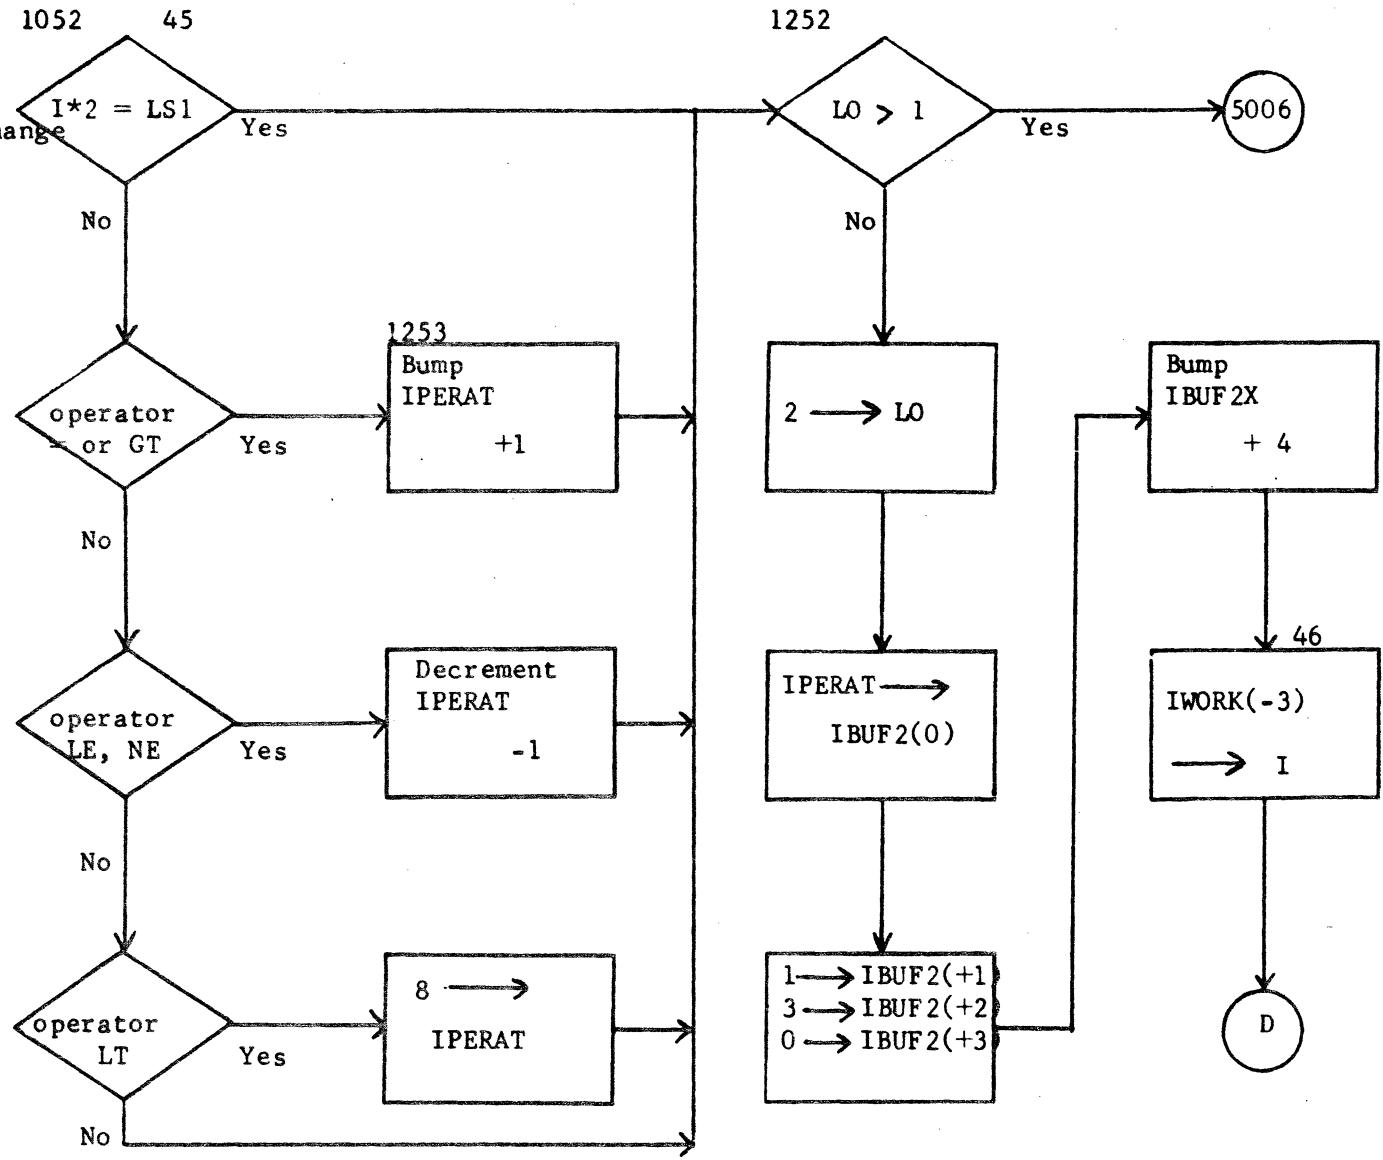 1052 45
I*2 = LS1
ange
Yes
No
operator
= or GT
Yes
No
1253
Bump
IPERAT
+1
operator
LE, NE
Yes
No
Decrement
IPERAT
-1
operator
LT
Yes
No
8 →
IPERAT
1252
LO > 1
Yes
5006
No
2 → LO
IPERAT →
IBUF2(0)
1 → IBUF2(+1)
3 → IBUF2(+2)
0 → IBUF2(+3)
Bump
IBUF2X
+ 4
46
IWORK(-3)
→ I
D